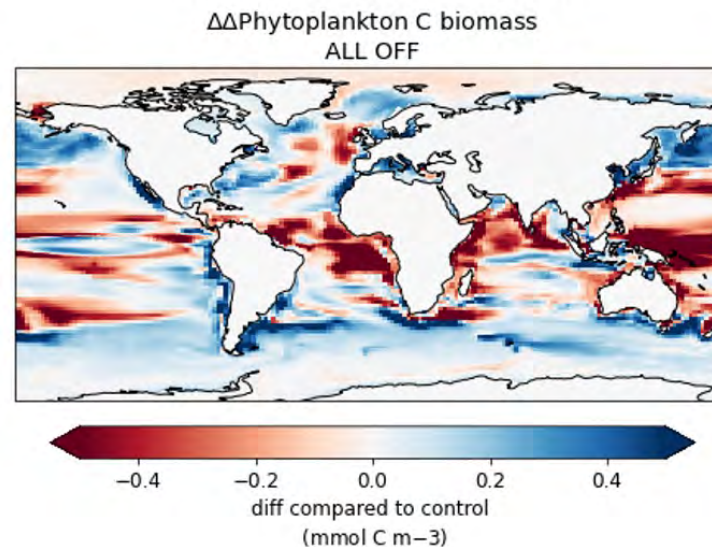 ΔΔPhytoplankton C biomass
ALL OFF
−0.4 −0.2 0.0 0.2 0.4
diff compared to control
(mmol C m−3)